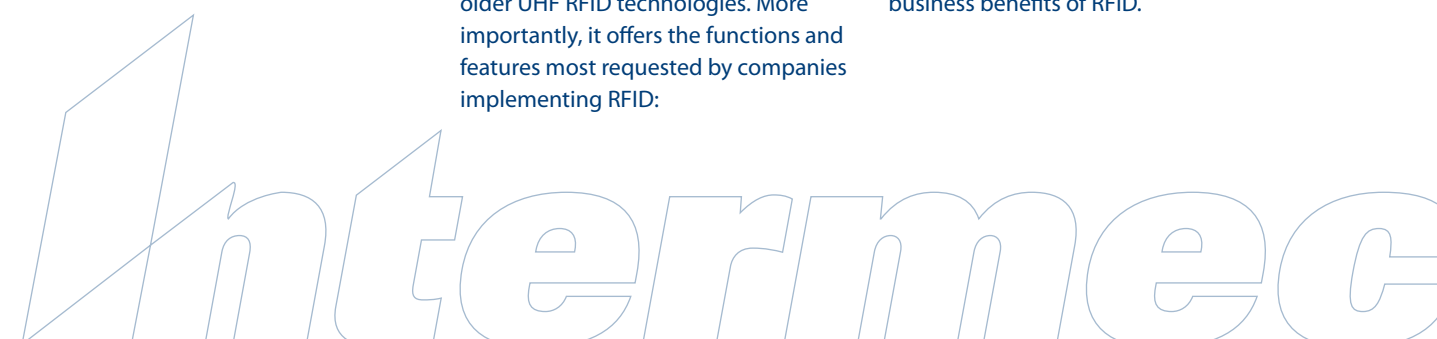 older UHF RFID technologies. More
importantly, it offers the functions and
features most requested by companies
implementing RFID:
business benefits of RFID.
Intermec